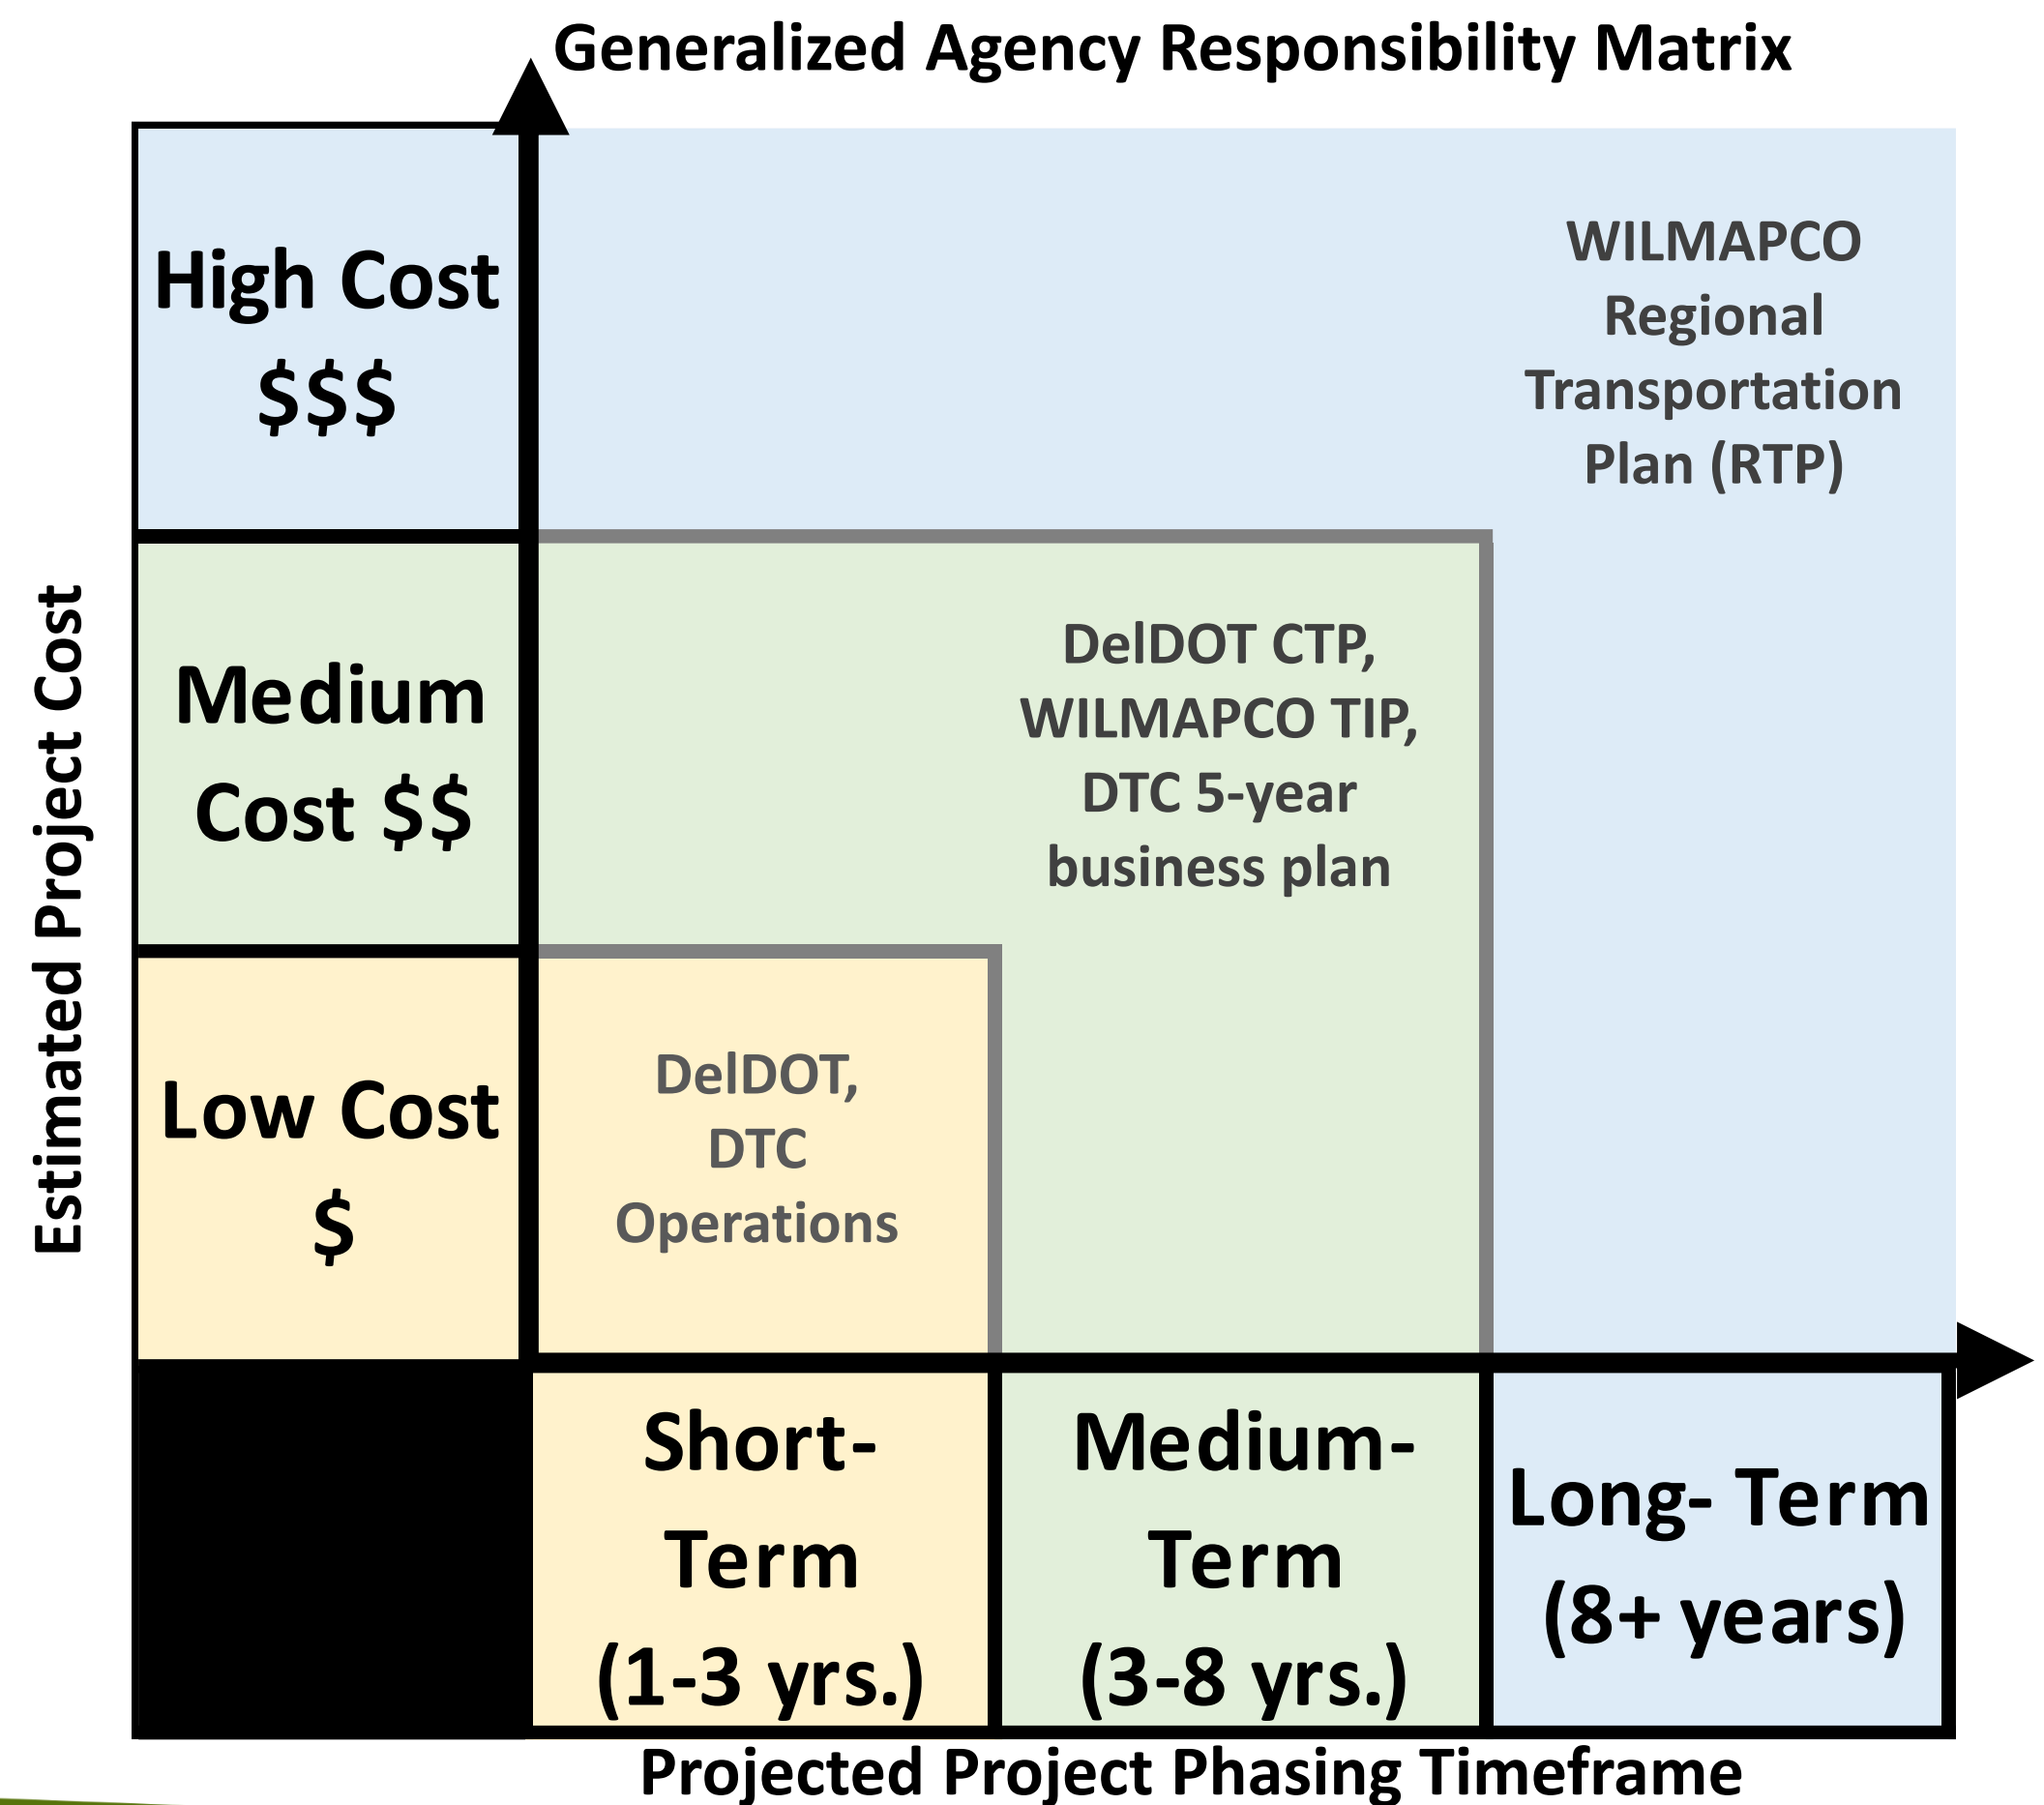 Generalized Agency Responsibility Matrix
High Cost
$$$
WILMAPCO
Regional
Transportation
Plan (RTP)
Estimated Project Cost
Medium
Cost $$
DelDOT CTP,
WILMAPCO TIP,
DTC 5-year
business plan
Low Cost
$
DelDOT,
DTC
Operations
Short-
Term
(1-3 yrs.)
Medium-
Term
(3-8 yrs.)
Long- Term
(8+ years)
Projected Project Phasing Timeframe